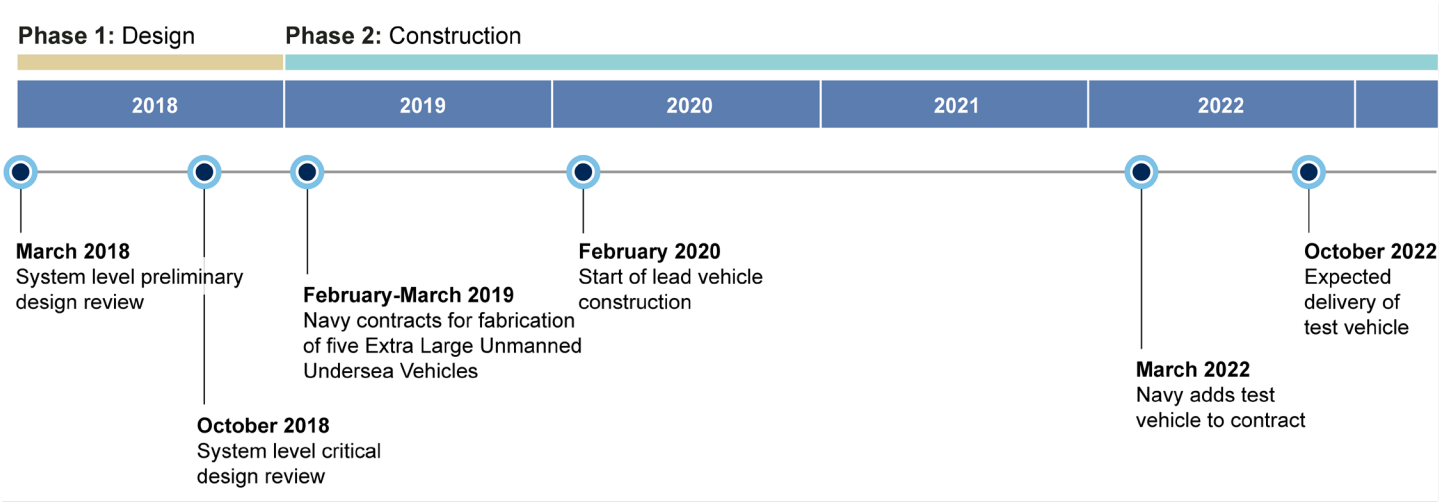 Phase 1: Design
Phase 2: Construction
2018
2019
2020
2021
2022
March 2018
System level preliminary
design review
October 2018
System level critical
design review
February-March 2019
Navy contracts for fabrication
of five Extra Large Unmanned
Undersea Vehicles
February 2020
Start of lead vehicle
construction
March 2022
Navy adds test
vehicle to contract
October 2022
Expected
delivery of
test vehicle